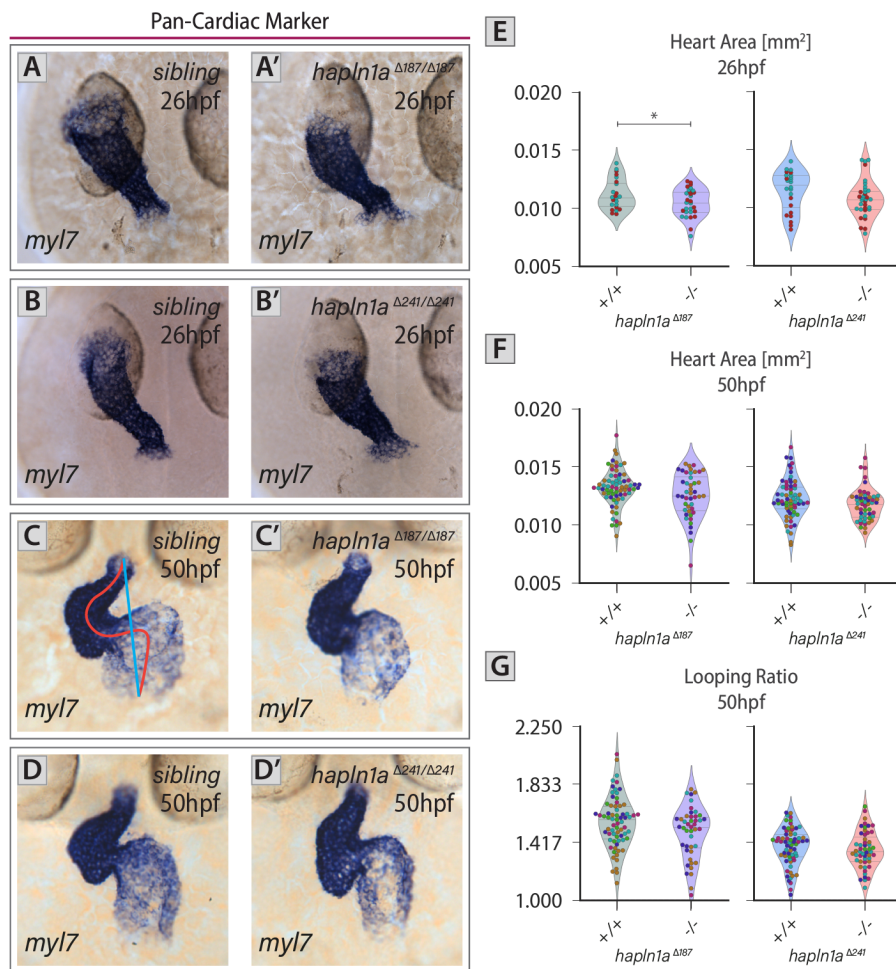 Pan-Cardiac Marker
A
sibling
26hpf
myl7
A′
hapln1a Δ187/Δ187
26hpf
B
sibling
26hpf
myl7
B′
hapln1a Δ241/Δ241
26hpf
myl7
C
sibling
50hpf
myl7
C′
hapln1a Δ187/Δ187
50hpf
D
sibling
50hpf
myl7
D′
hapln1a Δ241/Δ241
50hpf
E
Heart Area [mm²]
26hpf
0.020
0.015
0.010
0.005
*
+/+
-/-
+/+
-/-
hapln1a Δ187
hapln1a Δ241
F
Heart Area [mm²]
50hpf
0.020
0.015
0.010
0.005
+/+
-/-
+/+
-/-
hapln1a Δ187
hapln1a Δ241
G
Looping Ratio
50hpf
2.250
1.833
1.417
1.000
+/+
-/-
+/+
-/-
hapln1a Δ187
hapln1a Δ241